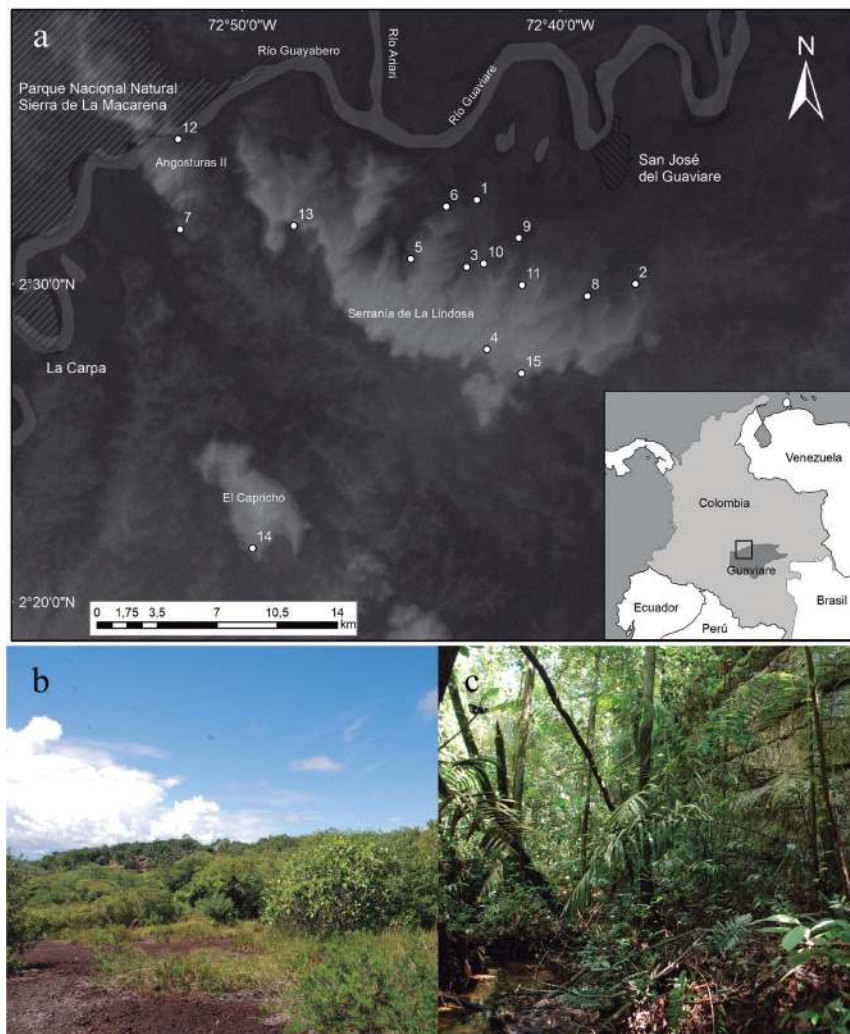 a
72°50'0"W
72°40'0"W
N
Río Guayabero
Río Ariari
Río Guaviare
Parque Nacional Natural
Sierra de La Macarena
12
Angosturas II
San José
del Guaviare
1
6
7
13
9
5
3
10
11
8
2
2°30'0"N
Serranía de La Lindosa
4
15
La Carpa
El Capricho
14
2°20'0"N
0 1,75 3,5 7 10,5 14
km
Venezuela
Colombia
Guaviare
Ecuador
Perú
Brasil
b
c